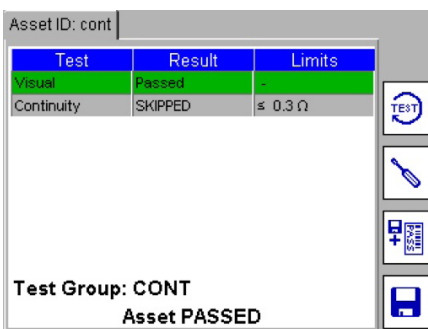 Asset ID: cont
Test Result Limits
Visual Passed -
Continuity SKIPPED ≤ 0.3 Ω
TEST
PASS
Test Group: CONT
Asset PASSED